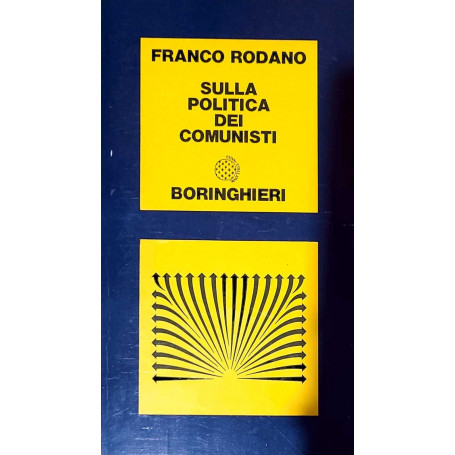 FRANCO RODANO
SULLA
POLITICA
DEI
COMUNISTI
BORINGHIERI